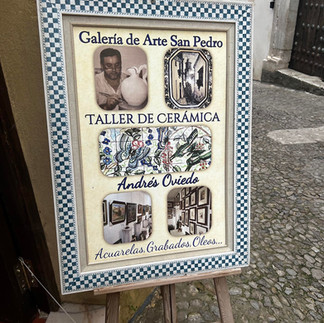 Galería de Arte San Pedro
TALLER DE CERÁMICA
Andrés Oviedo
Acuarelas, Grabados, Oleos...